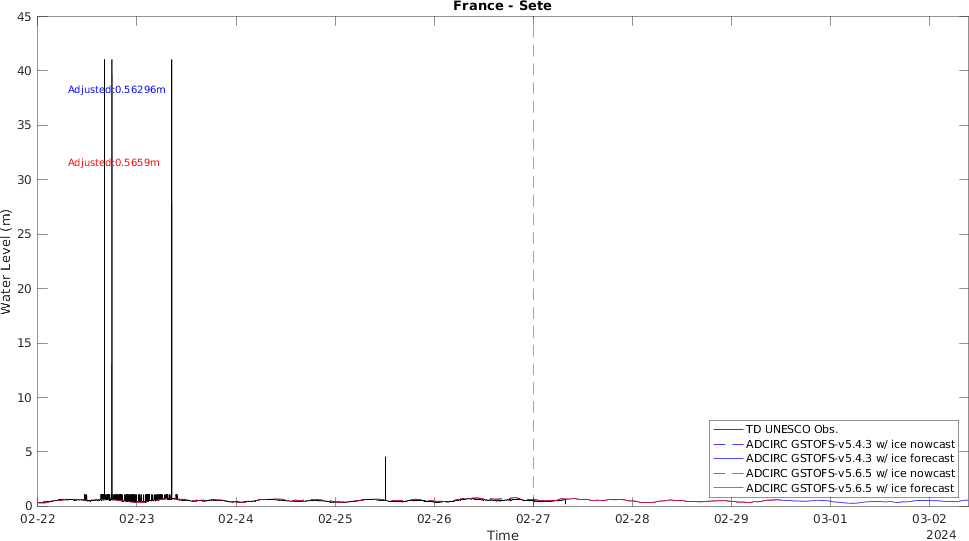 France - Sete
45
40
35
30
25
20
15
10
5
0
Water Level (m)
Adjusted:0.56296m
Adjusted:0.5659m
TD UNESCO Obs.
ADCIRC GSTOFS-v5.4.3 w/ ice nowcast
ADCIRC GSTOFS-v5.4.3 w/ ice forecast
ADCIRC GSTOFS-v5.6.5 w/ ice nowcast
ADCIRC GSTOFS-v5.6.5 w/ ice forecast
02-22 02-23 02-24 02-25 02-26 02-27 02-28 02-29 03-01 03-02
Time
2024